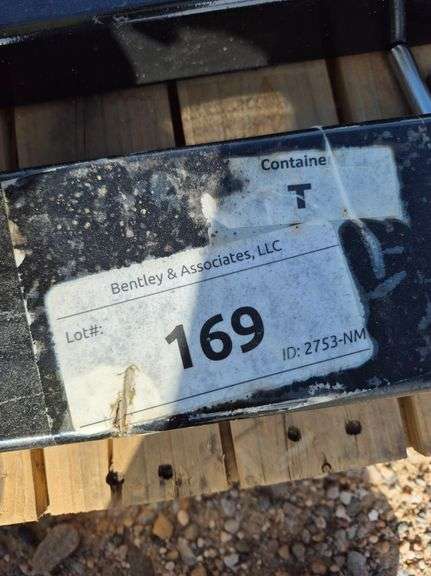 Containe
T
Bentley & Associates, LLC
Lot#:
169
ID: 2753-NM